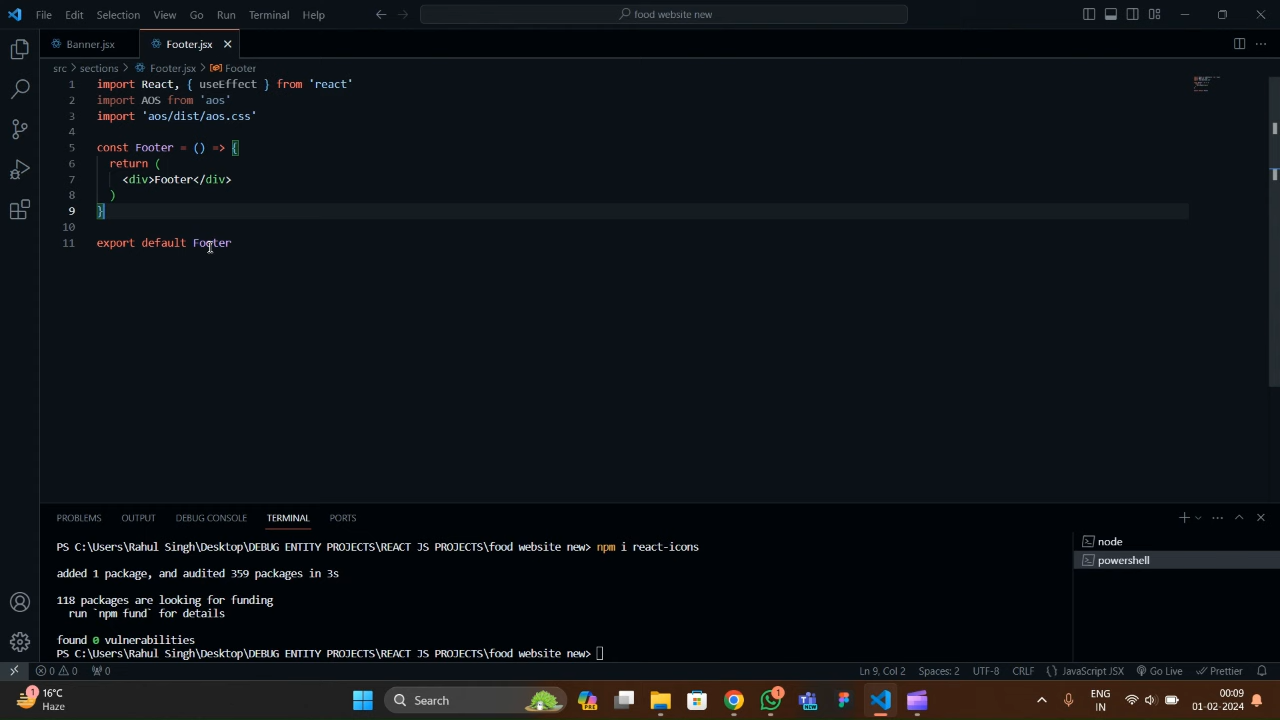 File Edit Selection View Go Run Terminal Help
food website new
Banner.jsx
Footer.jsx
src > sections > Footer.jsx > Footer
1 import React, { useEffect } from 'react'
2 import AOS from 'aos'
3 import 'aos/dist/aos.css'
4
5 const Footer = () => {
6 return (
7 <div>Footer</div>
8 )
9 }
10
11 export default Footer
PROBLEMS OUTPUT DEBUG CONSOLE TERMINAL PORTS
PS C:\Users\Rahul Singh\Desktop\DEBUG ENTITY PROJECTS\REACT JS PROJECTS\food website new> npm i react-icons
added 1 package, and audited 359 packages in 3s
118 packages are looking for funding
run `npm fund` for details
found 0 vulnerabilities
PS C:\Users\Rahul Singh\Desktop\DEBUG ENTITY PROJECTS\REACT JS PROJECTS\food website new>
node
powershell
0 0 0 Ln 9, Col 2 Spaces: 2 UTF-8 CRLF { } JavaScript JSX Go Live Prettier
1 16°C
Haze
Search
PRE
1
NEW
ENG
IN
00:09
01-02-2024